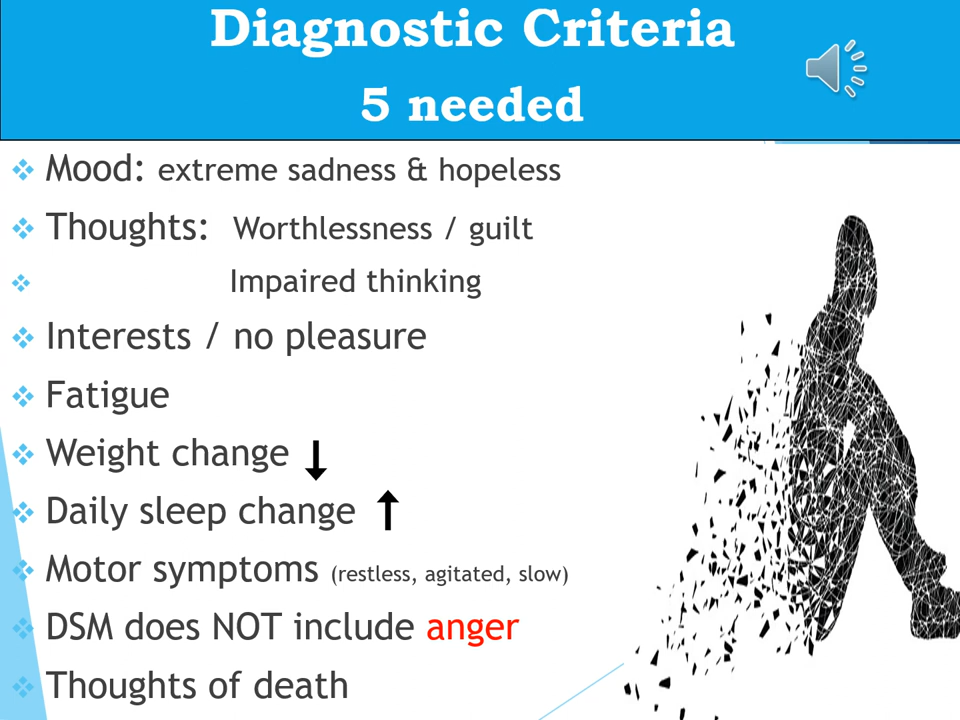 Diagnostic Criteria
5 needed
Mood: extreme sadness & hopeless
Thoughts: Worthlessness / guilt
Impaired thinking
Interests / no pleasure
Fatigue
Weight change
Daily sleep change
Motor symptoms (restless, agitated, slow)
DSM does NOT include anger
Thoughts of death